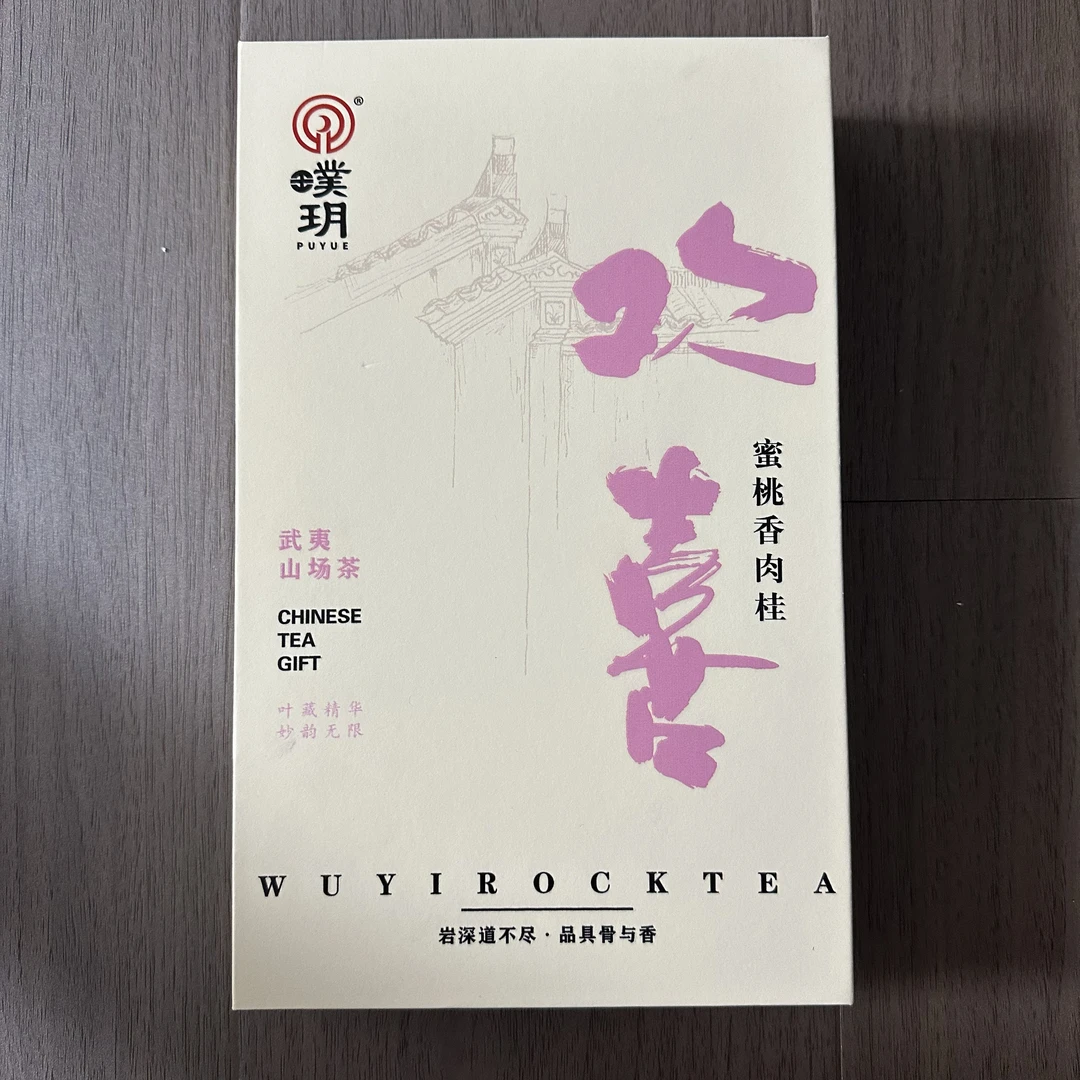 ®
噗玥
PUYUE
欢喜
蜜桃香肉桂
武夷
山场茶
CHINESE
TEA
GIFT
叶藏精华
妙韵无限
WUYIROCKTEA
岩深道不尽·品具骨与香